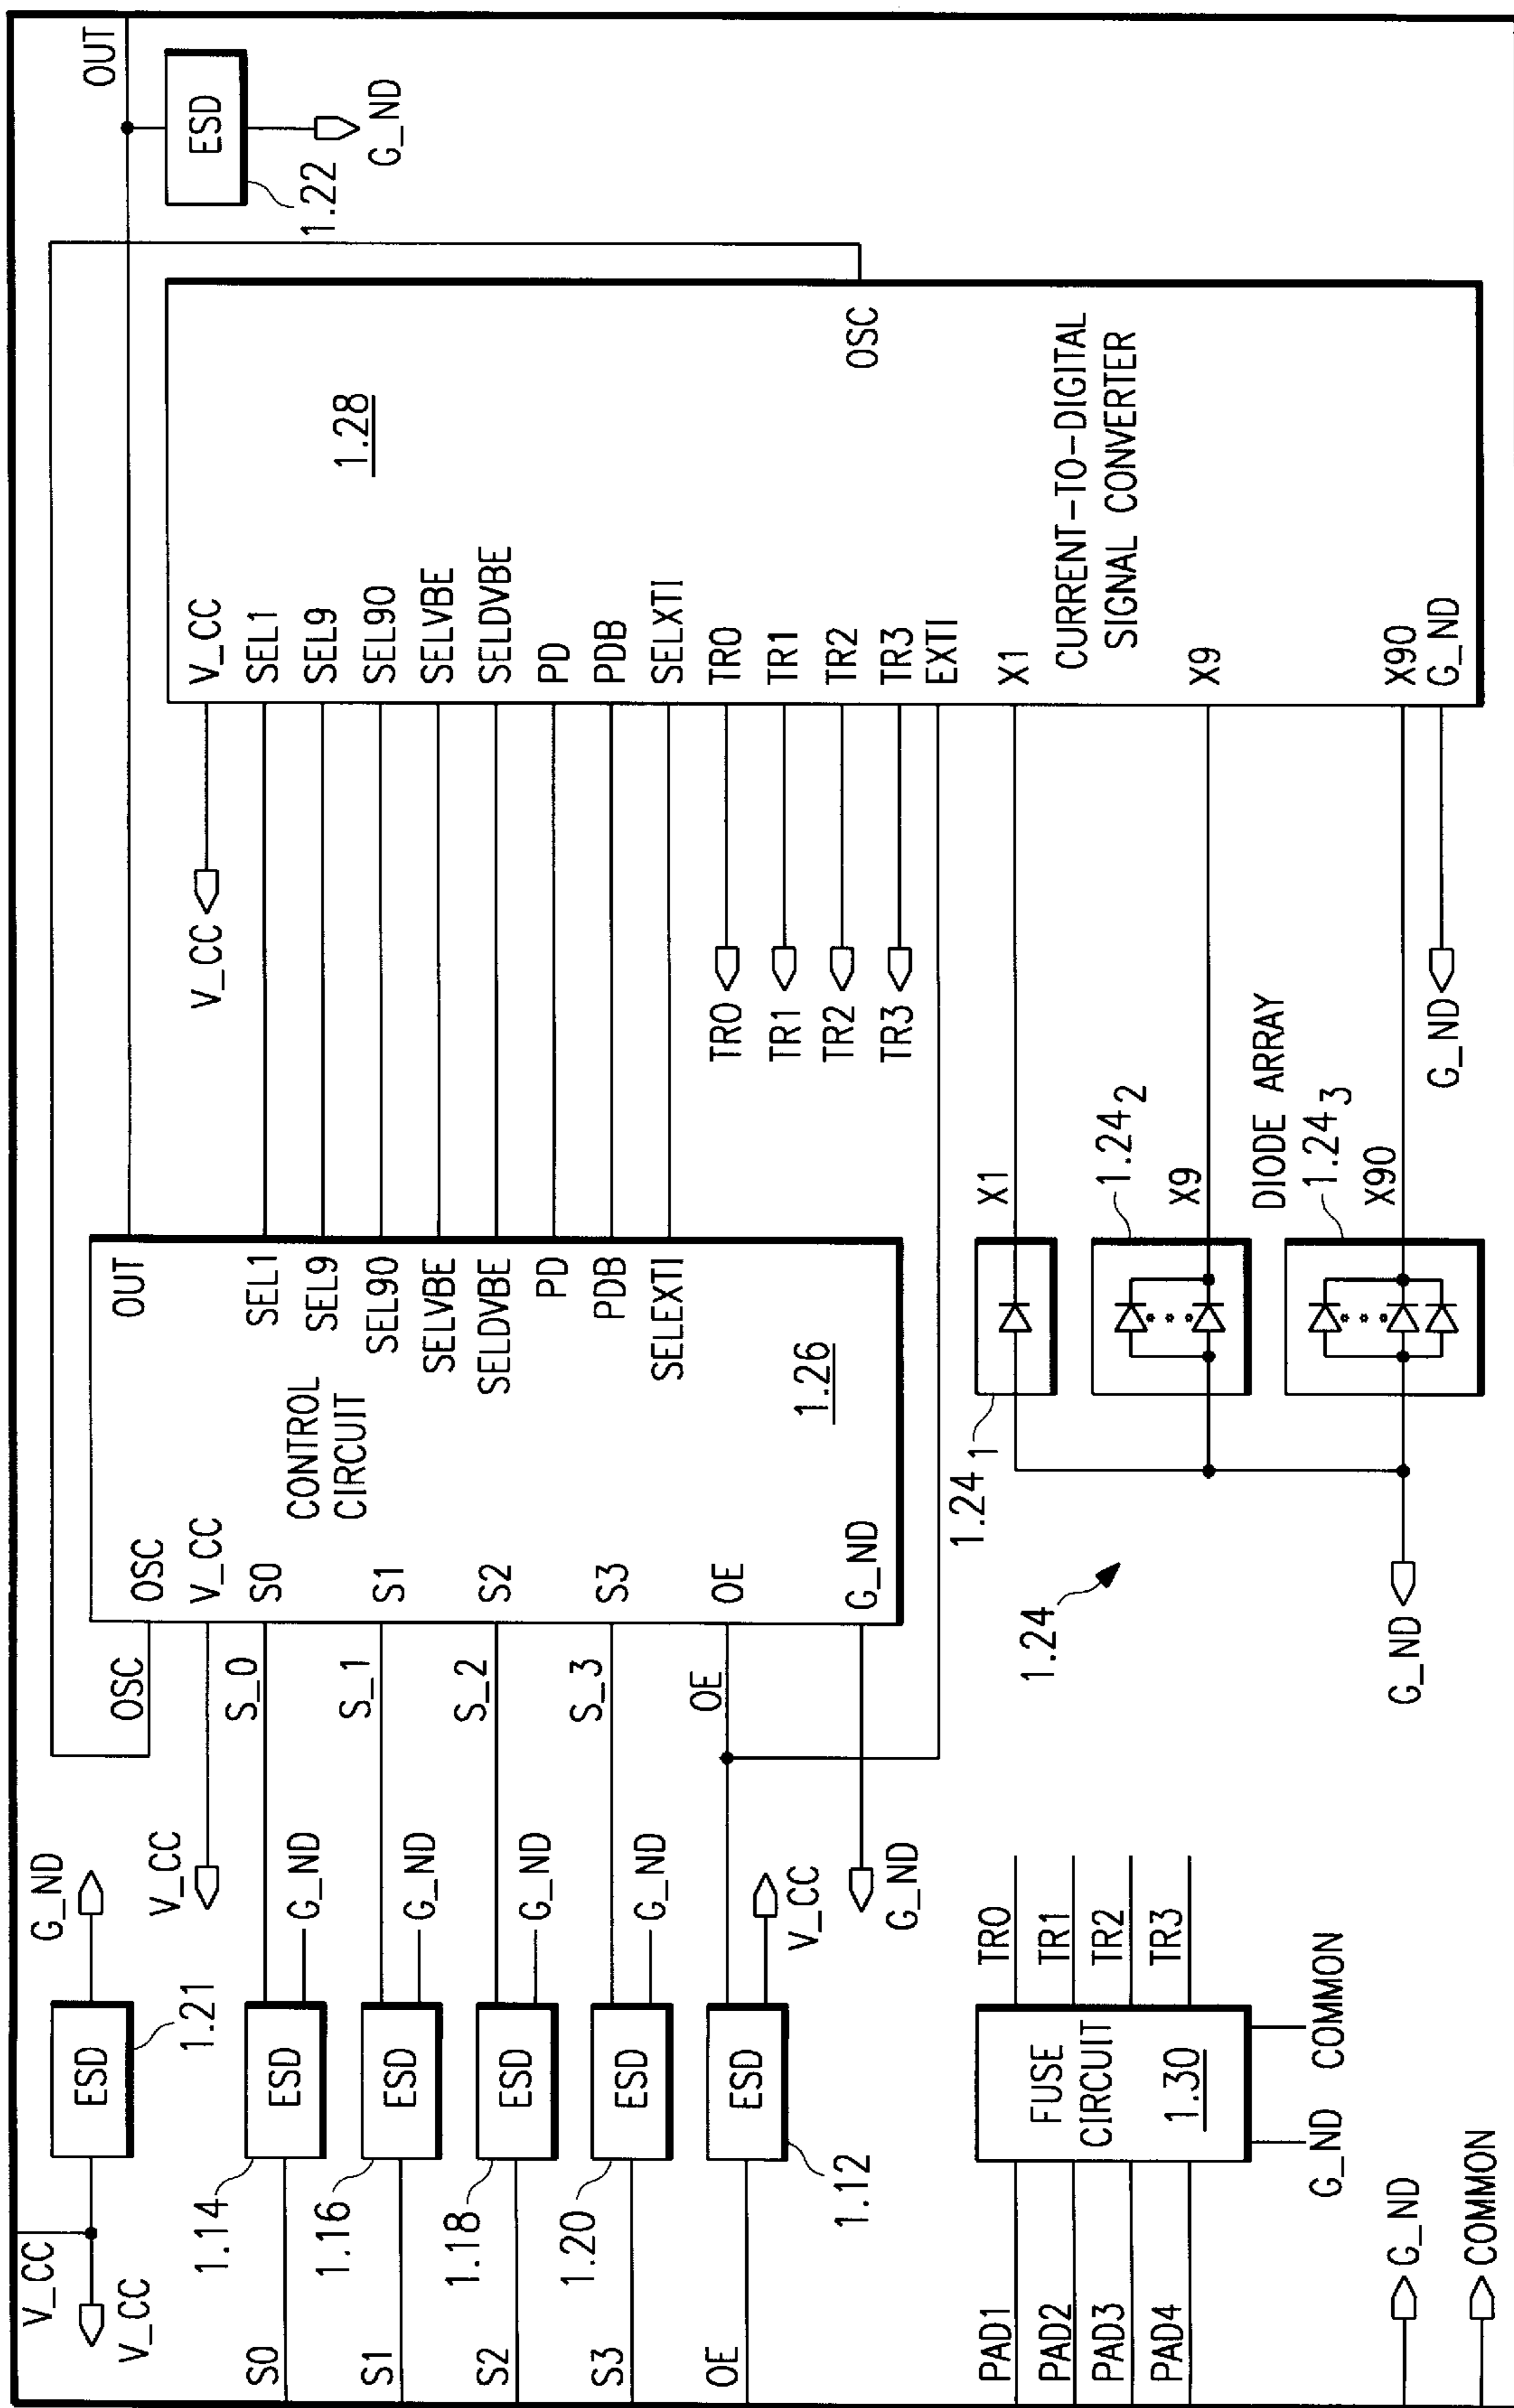 V_CC
V_CC
ESD
1.21
G_ND
S0
1.14
ESD
G_ND
S1
1.16
ESD
G_ND
S2
1.18
ESD
G_ND
S3
1.20
ESD
G_ND
OE
ESD
1.12
V_CC
OSC
V_CC
S_0
S_1
S_2
S_3
OE
G_ND
OSC
V_CC
S0
S1
S2
S3
OE
G_ND
CONTROL
CIRCUIT
1.26
OUT
SEL1
SEL9
SEL90
SELVBE
SELDVBE
PD
PDB
SELEXTI
V_CC
TR0
TR1
TR2
TR3
V_CC
SEL1
SEL9
SEL90
SELVBE
SELDVBE
PD
PDB
SELXTI
TR0
TR1
TR2
TR3
EXTI
X1
X9
X90
G_ND
1.28
OSC
CURRENT-TO-DIGITAL
SIGNAL CONVERTER
OUT
ESD
1.22
G_ND
PAD1
PAD2
PAD3
PAD4
FUSE
CIRCUIT
1.30
TR0
TR1
TR2
TR3
G_ND
COMMON
G_ND
COMMON
1.24
G_ND
1.24 1
X1
1.24 2
X9
DIODE ARRAY
1.24 3
X90
G_ND